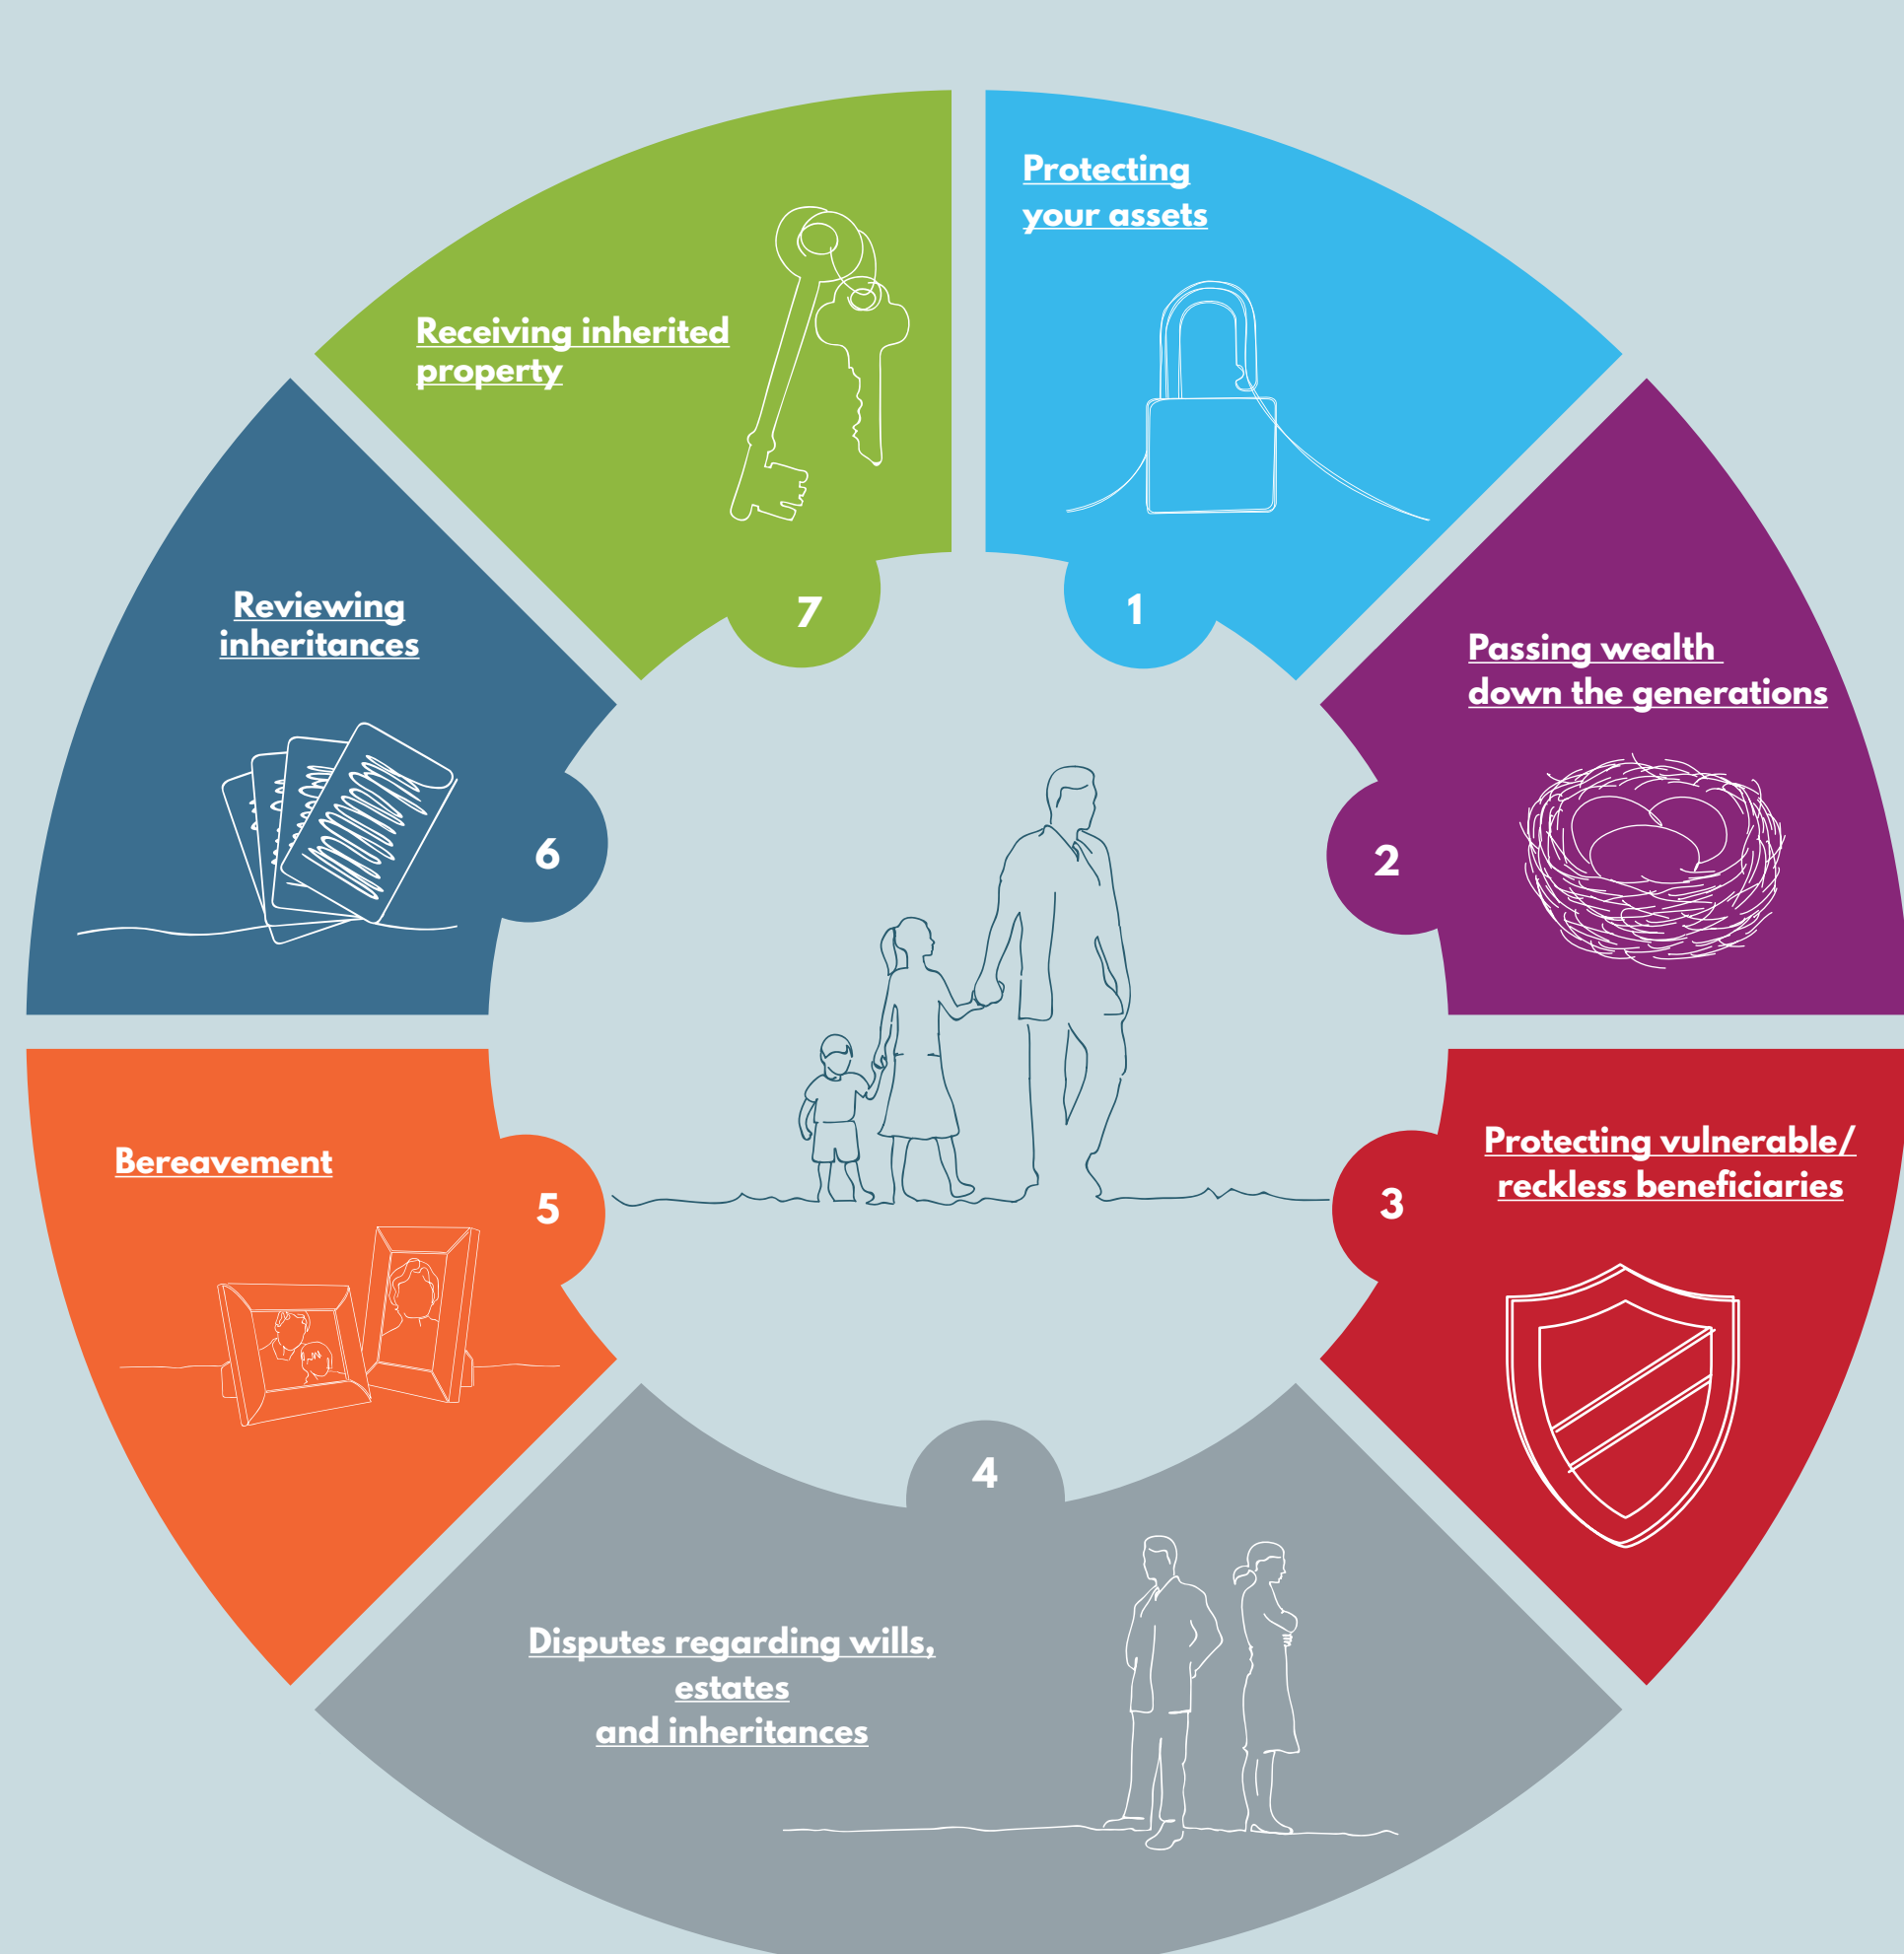 Protecting
your assets
1
Passing wealth
down the generations
2
Protecting vulnerable/
reckless beneficiaries
3
4
Disputes regarding wills,
estates
and inheritances
Bereavement
5
Reviewing
inheritances
6
Receiving inherited
property
7